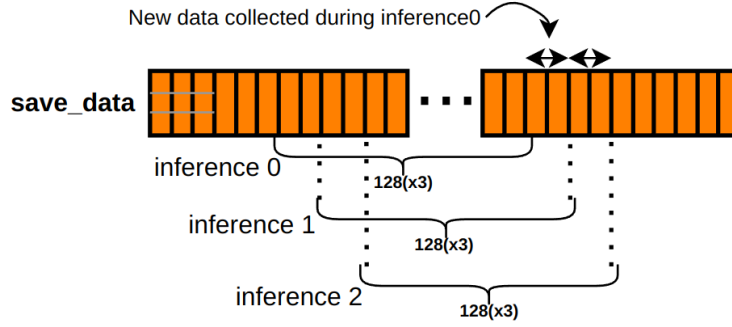 New data collected during inference0
save_data
inference 0
128(x3)
inference 1
128(x3)
inference 2
128(x3)